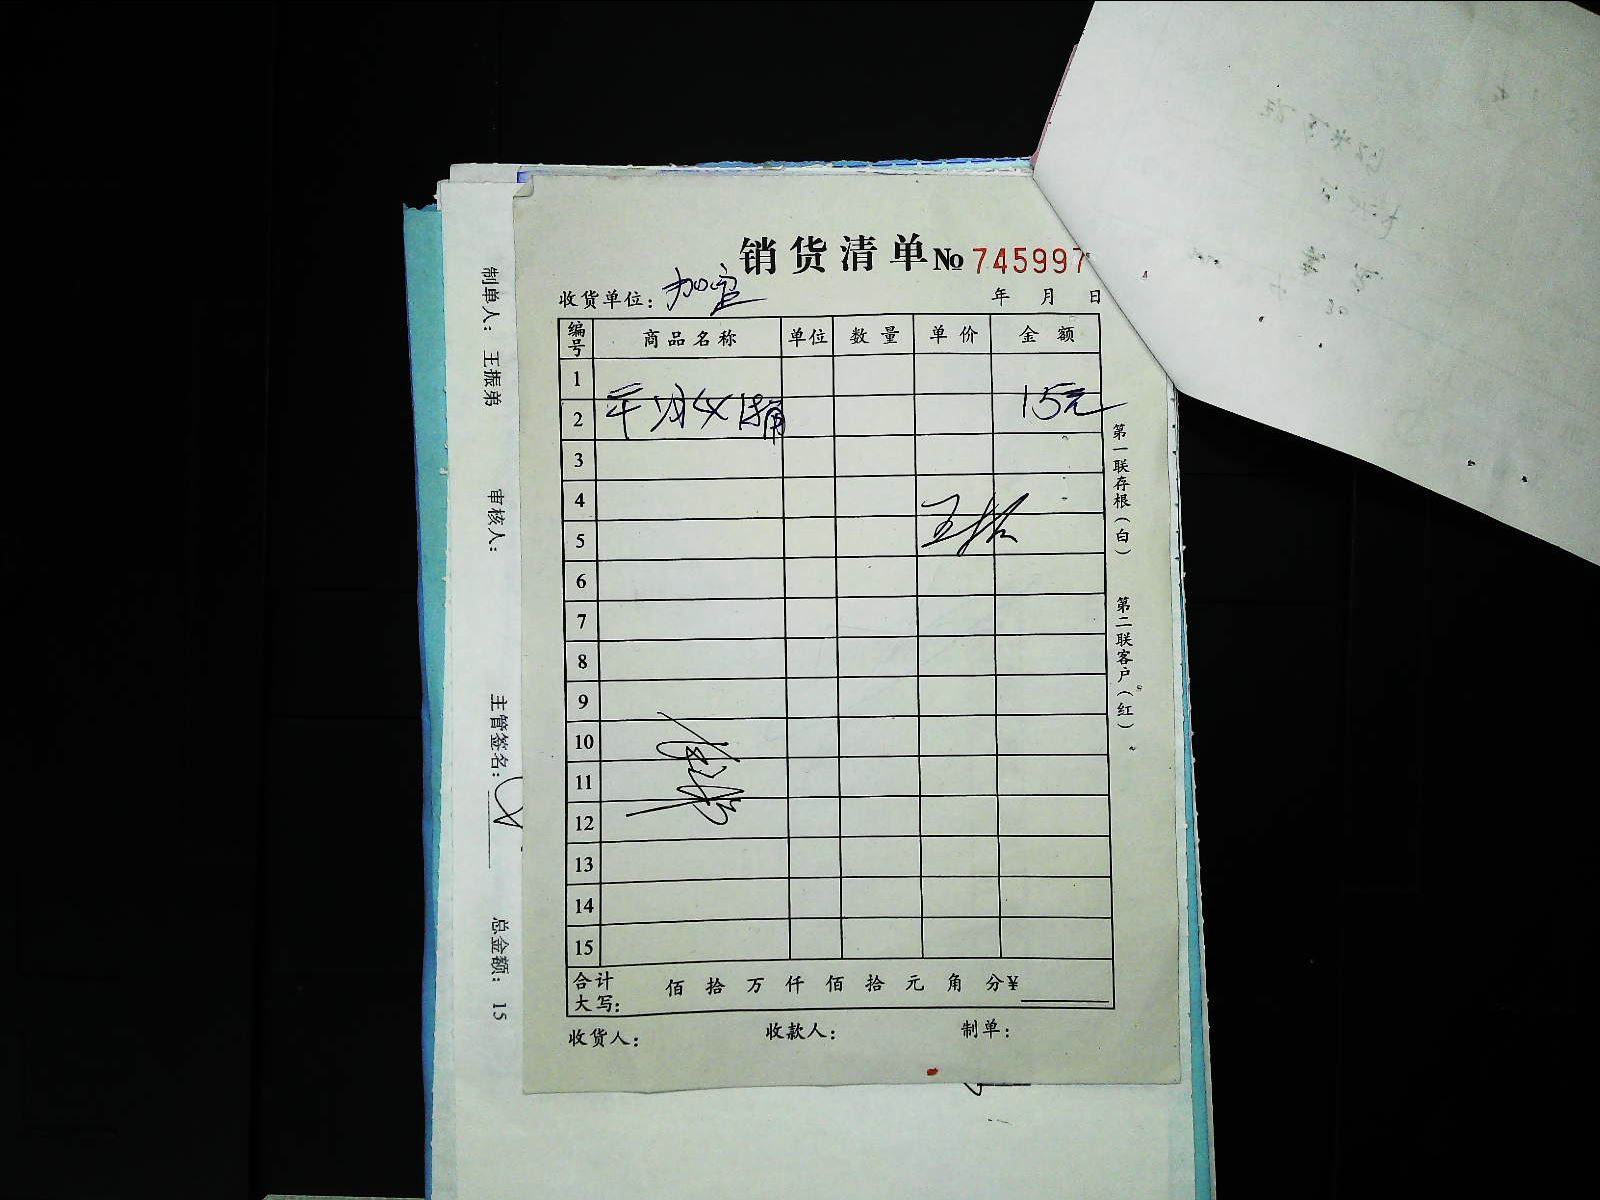 销货清单 No 745997
收货单位: 年 月 日
编号 商品名称 单位 数量 单价 金额
1
2 15元
3
4
5
6
7
8
9
10
11
12
13
14
15
合计大写: 佰 拾 万 仟 佰 拾 元 角 分 ¥
收货人: 收款人: 制单:
第一联存根(白) 第二联客户(红)
制单人: 王振弟 审核人: 主管签名: 总金额: 15